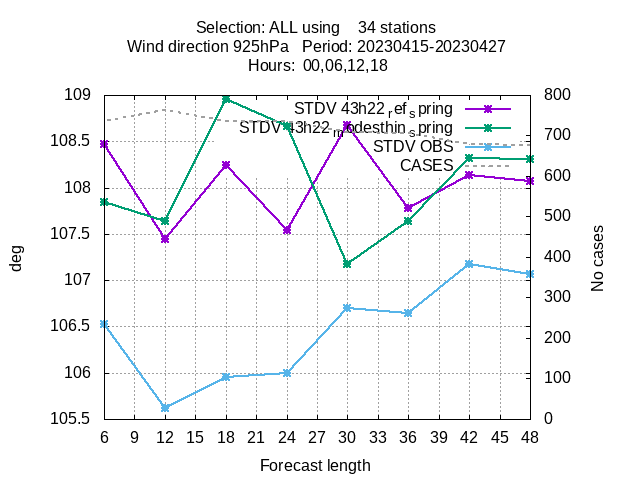 Selection: ALL using 34 stations
Wind direction 925hPa Period: 20230415-20230427
Hours: 00,06,12,18
109
108.5
108
107.5
107
106.5
106
105.5
800
700
600
500
400
300
200
100
0
STDV 43h22_ref_spring
STDV 43h22_modesthin_spring
STDV OBS
CASES
deg
No cases
6 9 12 15 18 21 24 27 30 33 36 39 42 45 48
Forecast length